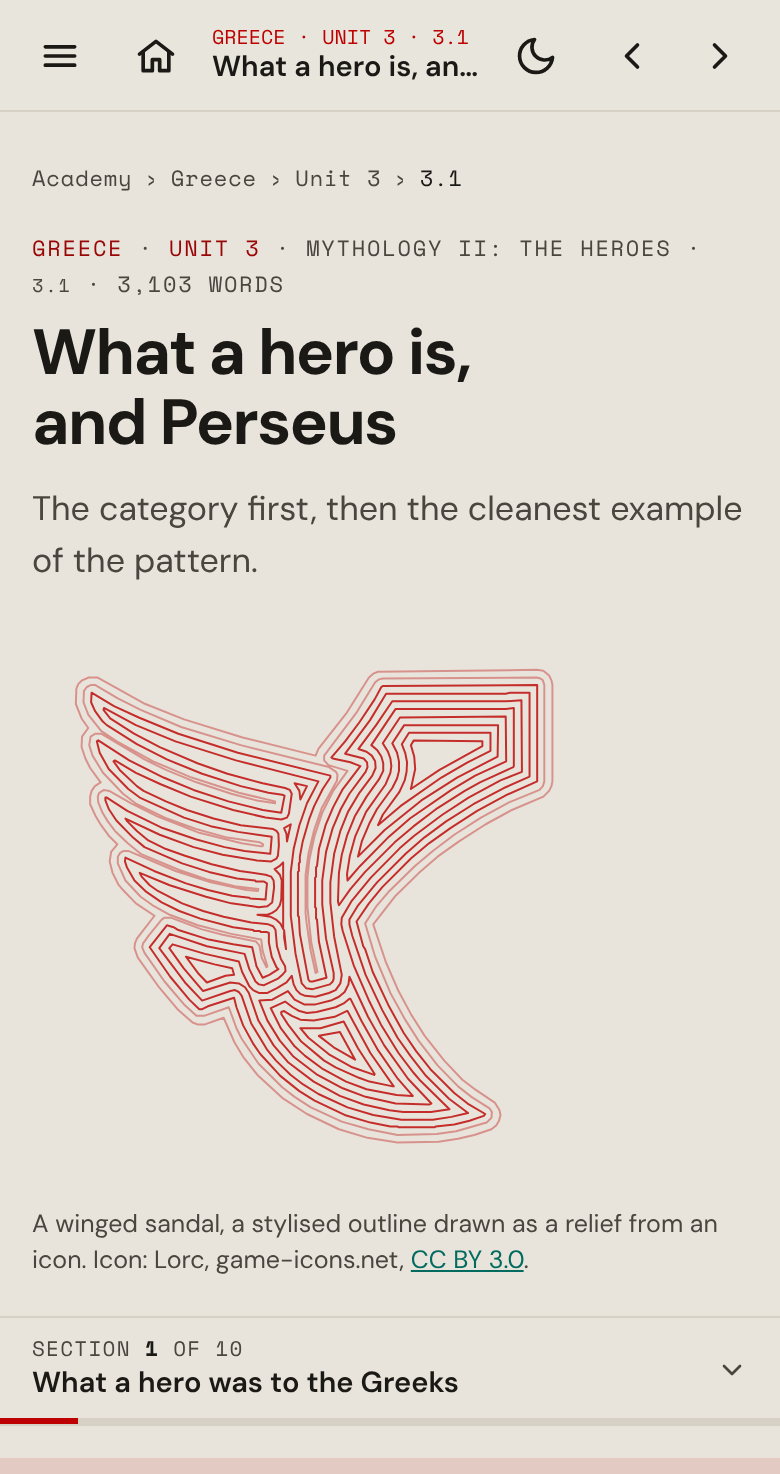 GREECE · UNIT 3 · 3.1
What a hero is, an...
Academy › Greece › Unit 3 › 3.1
GREECE · UNIT 3 · MYTHOLOGY II: THE HEROES ·
3.1 · 3,103 WORDS
What a hero is,
and Perseus
The category first, then the cleanest example
of the pattern.
A winged sandal, a stylised outline drawn as a relief from an
icon. Icon: Lorc, game-icons.net, CC BY 3.0.
SECTION 1 OF 10
What a hero was to the Greeks